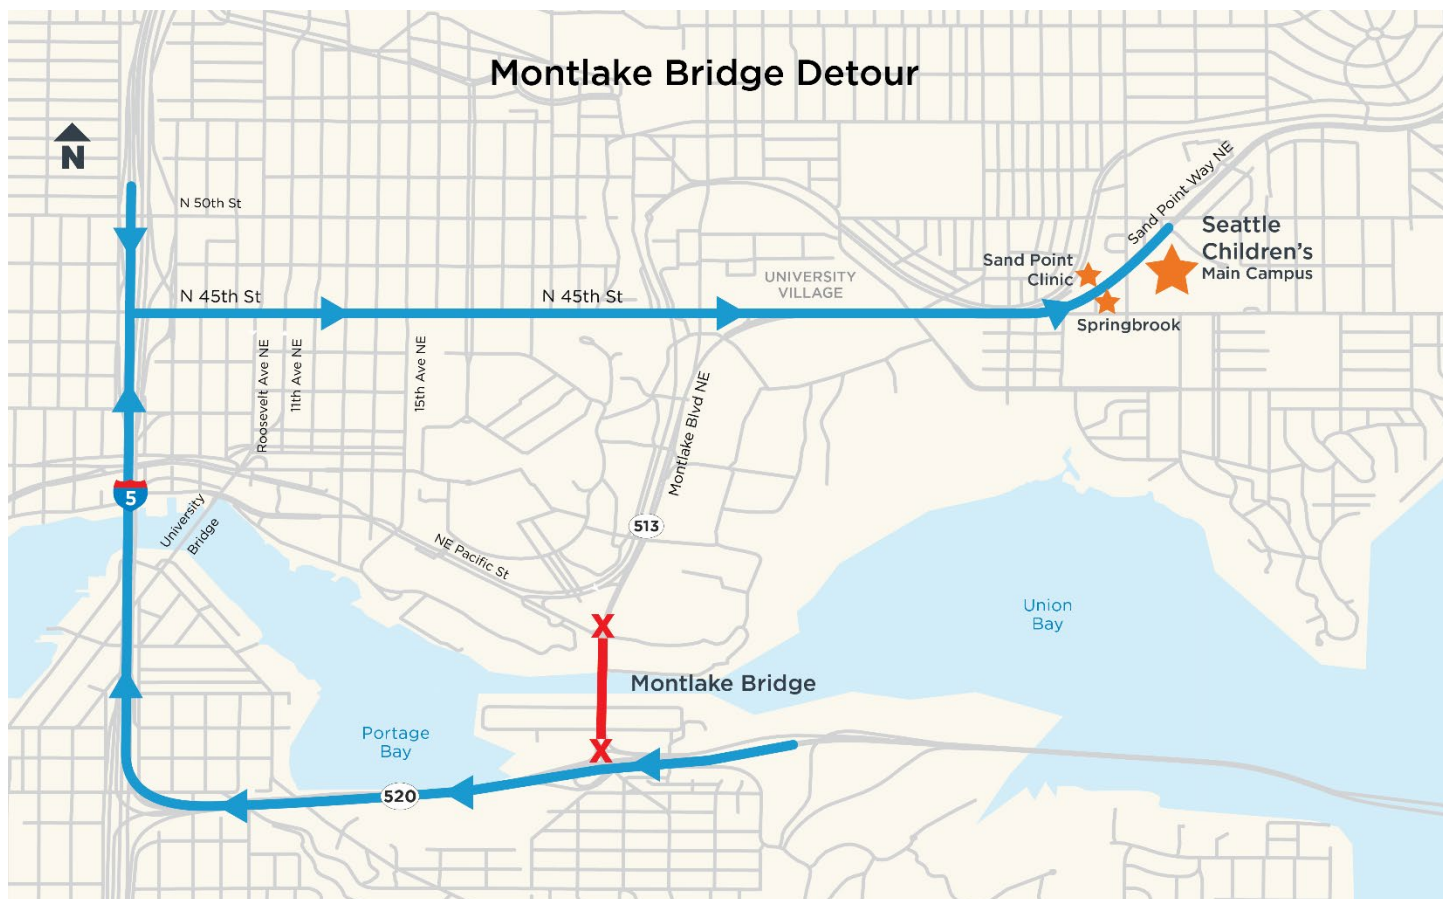 Montlake Bridge Detour
N
N 50th St
Sand Point Way NE
Seattle
Children's
Main Campus
Sand Point
Clinic
UNIVERSITY
VILLAGE
N 45th St
N 45th St
Springbrook
Roosevelt Ave NE
11th Ave NE
15th Ave NE
Montlake Blvd NE
5
University
Bridge
513
NE Pacific St
Union
Bay
X
Montlake Bridge
Portage
Bay
X
520